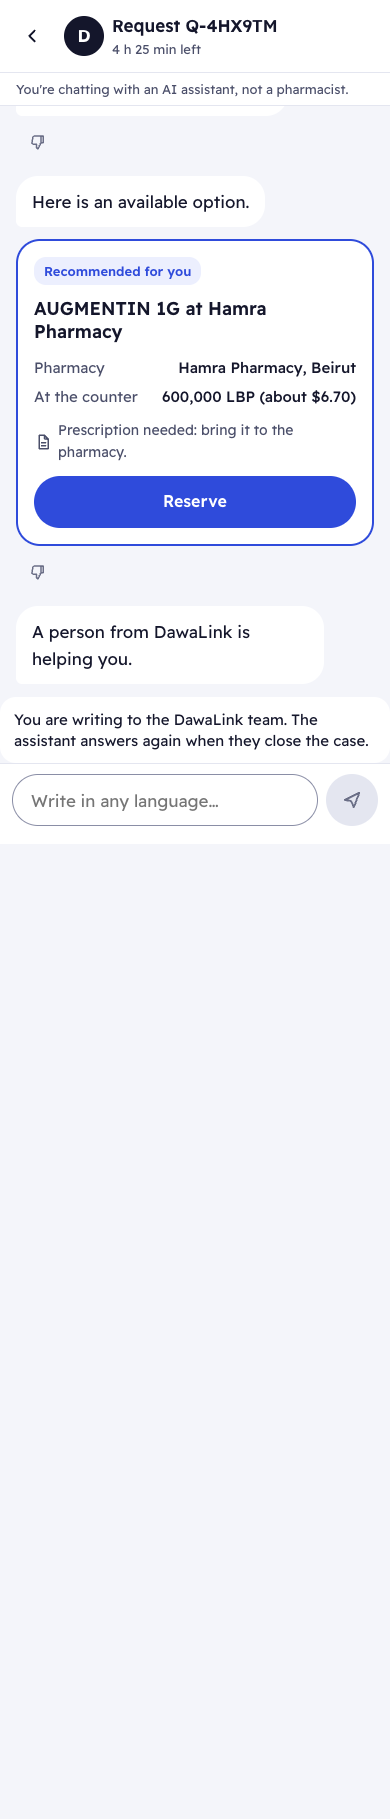 D
Request Q-4HX9TM
4 h 25 min left
You're chatting with an AI assistant, not a pharmacist.
Here is an available option.
Recommended for you
AUGMENTIN 1G at Hamra
Pharmacy
Pharmacy Hamra Pharmacy, Beirut
At the counter 600,000 LBP (about $6.70)
Prescription needed: bring it to the
pharmacy.
Reserve
A person from DawaLink is
helping you.
You are writing to the DawaLink team. The
assistant answers again when they close the case.
Write in any language...